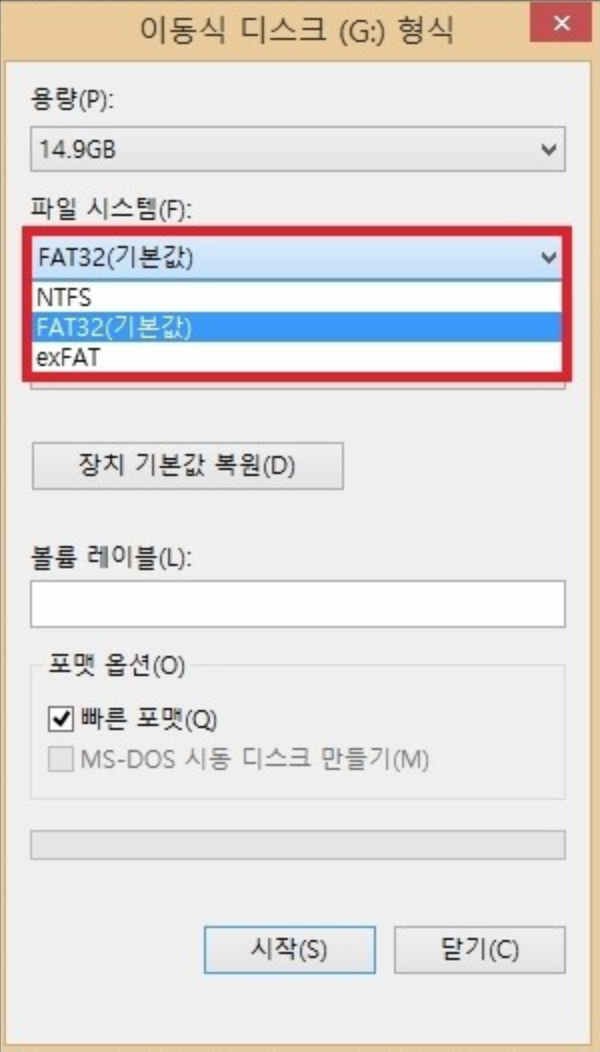 이동식 디스크 (G:) 형식
용량(P):
14.9GB
파일 시스템(F):
FAT32(기본값)
NTFS
FAT32(기본값)
exFAT
장치 기본값 복원(D)
볼륨 레이블(L):
포맷 옵션(O)
빠른 포맷(Q)
MS-DOS 시동 디스크 만들기(M)
시작(S)
닫기(C)